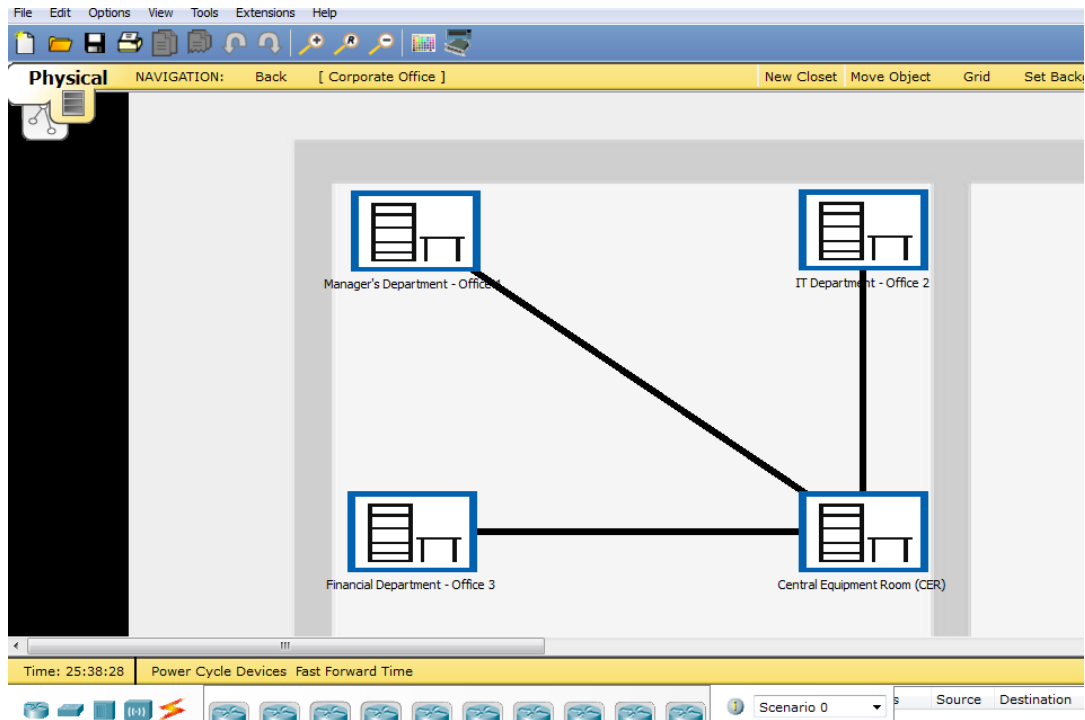 File Edit Options View Tools Extensions Help
Physical NAVIGATION: Back [ Corporate Office ] New Closet Move Object Grid Set Back
Manager's Department - Office
IT Department - Office 2
Financial Department - Office 3
Central Equipment Room (CER)
Time: 25:38:28 Power Cycle Devices Fast Forward Time
Scenario 0 s Source Destination